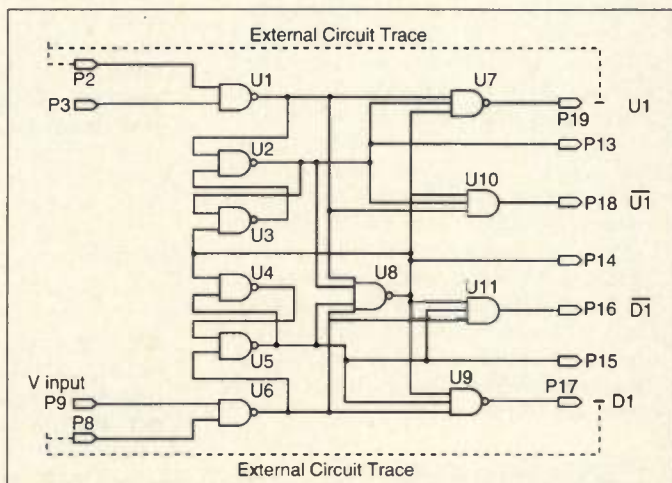 External Circuit Trace
P2
U1
U7
P3
P19
U1
U2
P13
U10
P18
U1
U3
P14
U4
U8
U11
P16
D1
U5
P15
V input
P9
U6
U9
P17
D1
P8
External Circuit Trace